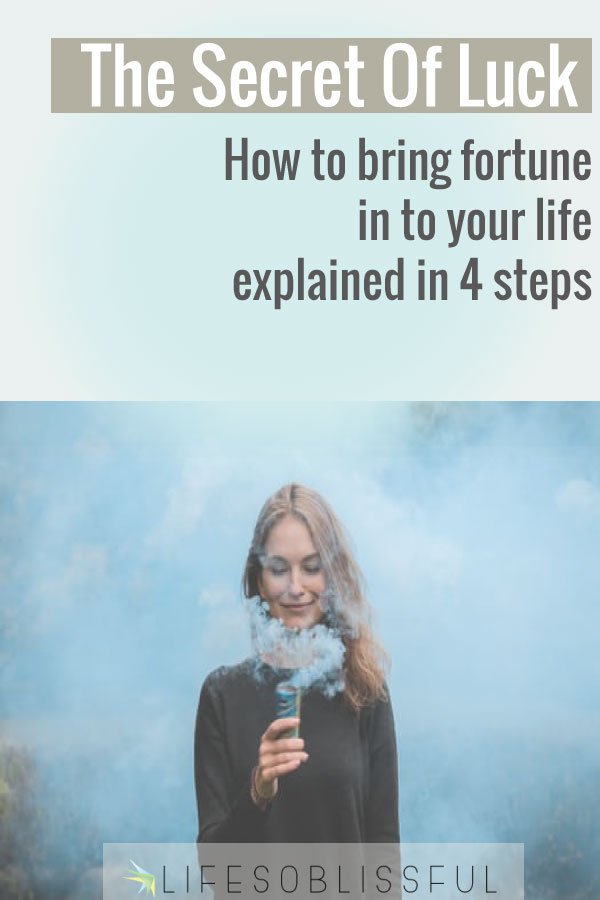 The Secret Of Luck
How to bring fortune
in to your life
explained in 4 steps
LIFESOBLISSFUL